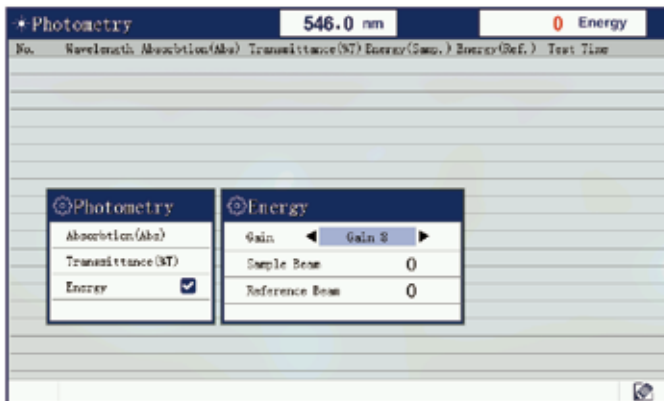 Photometry 546.0 nm 0 Energy
No. Wavelength Absorbtion(Abs) Transmittance(%T) Energy(Samp.) Energy(Ref.) Test Time
Photometry
Absorbtion(Abs)
Transmittance(%T)
Energy
Energy
Gain Gain 8
Sample Beam 0
Reference Beam 0